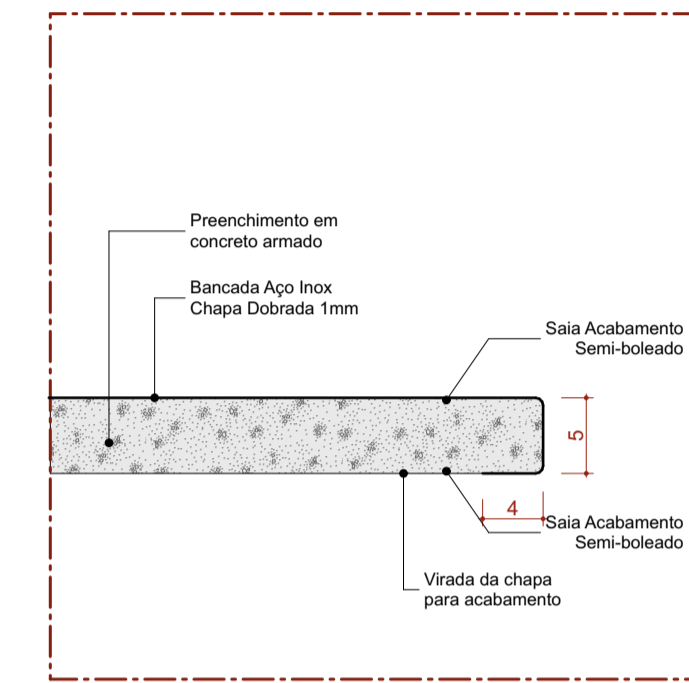 Preenchimento em
concreto armado
Bancada Aço Inox
Chapa Dobrada 1mm
Saia Acabamento
Semi-boleado
5
4
Saia Acabamento
Semi-boleado
Virada da chapa
para acabamento